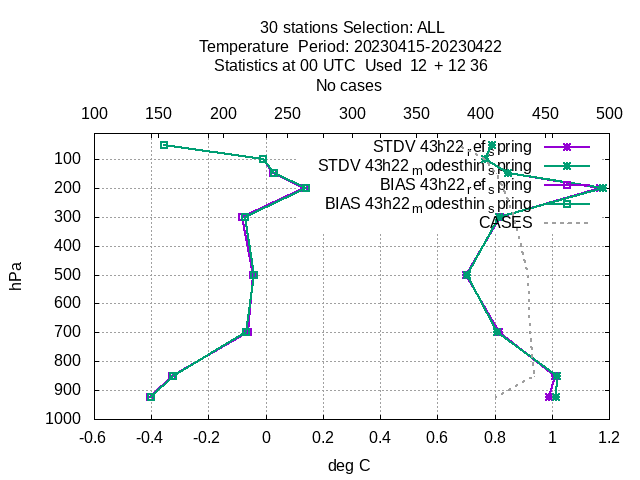 30 stations Selection: ALL
Temperature  Period: 20230415-20230422
Statistics at 00 UTC  Used  12  + 12 36
No cases
100 150 200 250 300 350 400 450 500
STDV 43h22_ref_spring
STDV 43h22_modesthin_spring
BIAS 43h22_ref_spring
BIAS 43h22_modesthin_spring
CASES
hPa
100
200
300
400
500
600
700
800
900
1000
-0.6 -0.4 -0.2 0 0.2 0.4 0.6 0.8 1 1.2
deg C